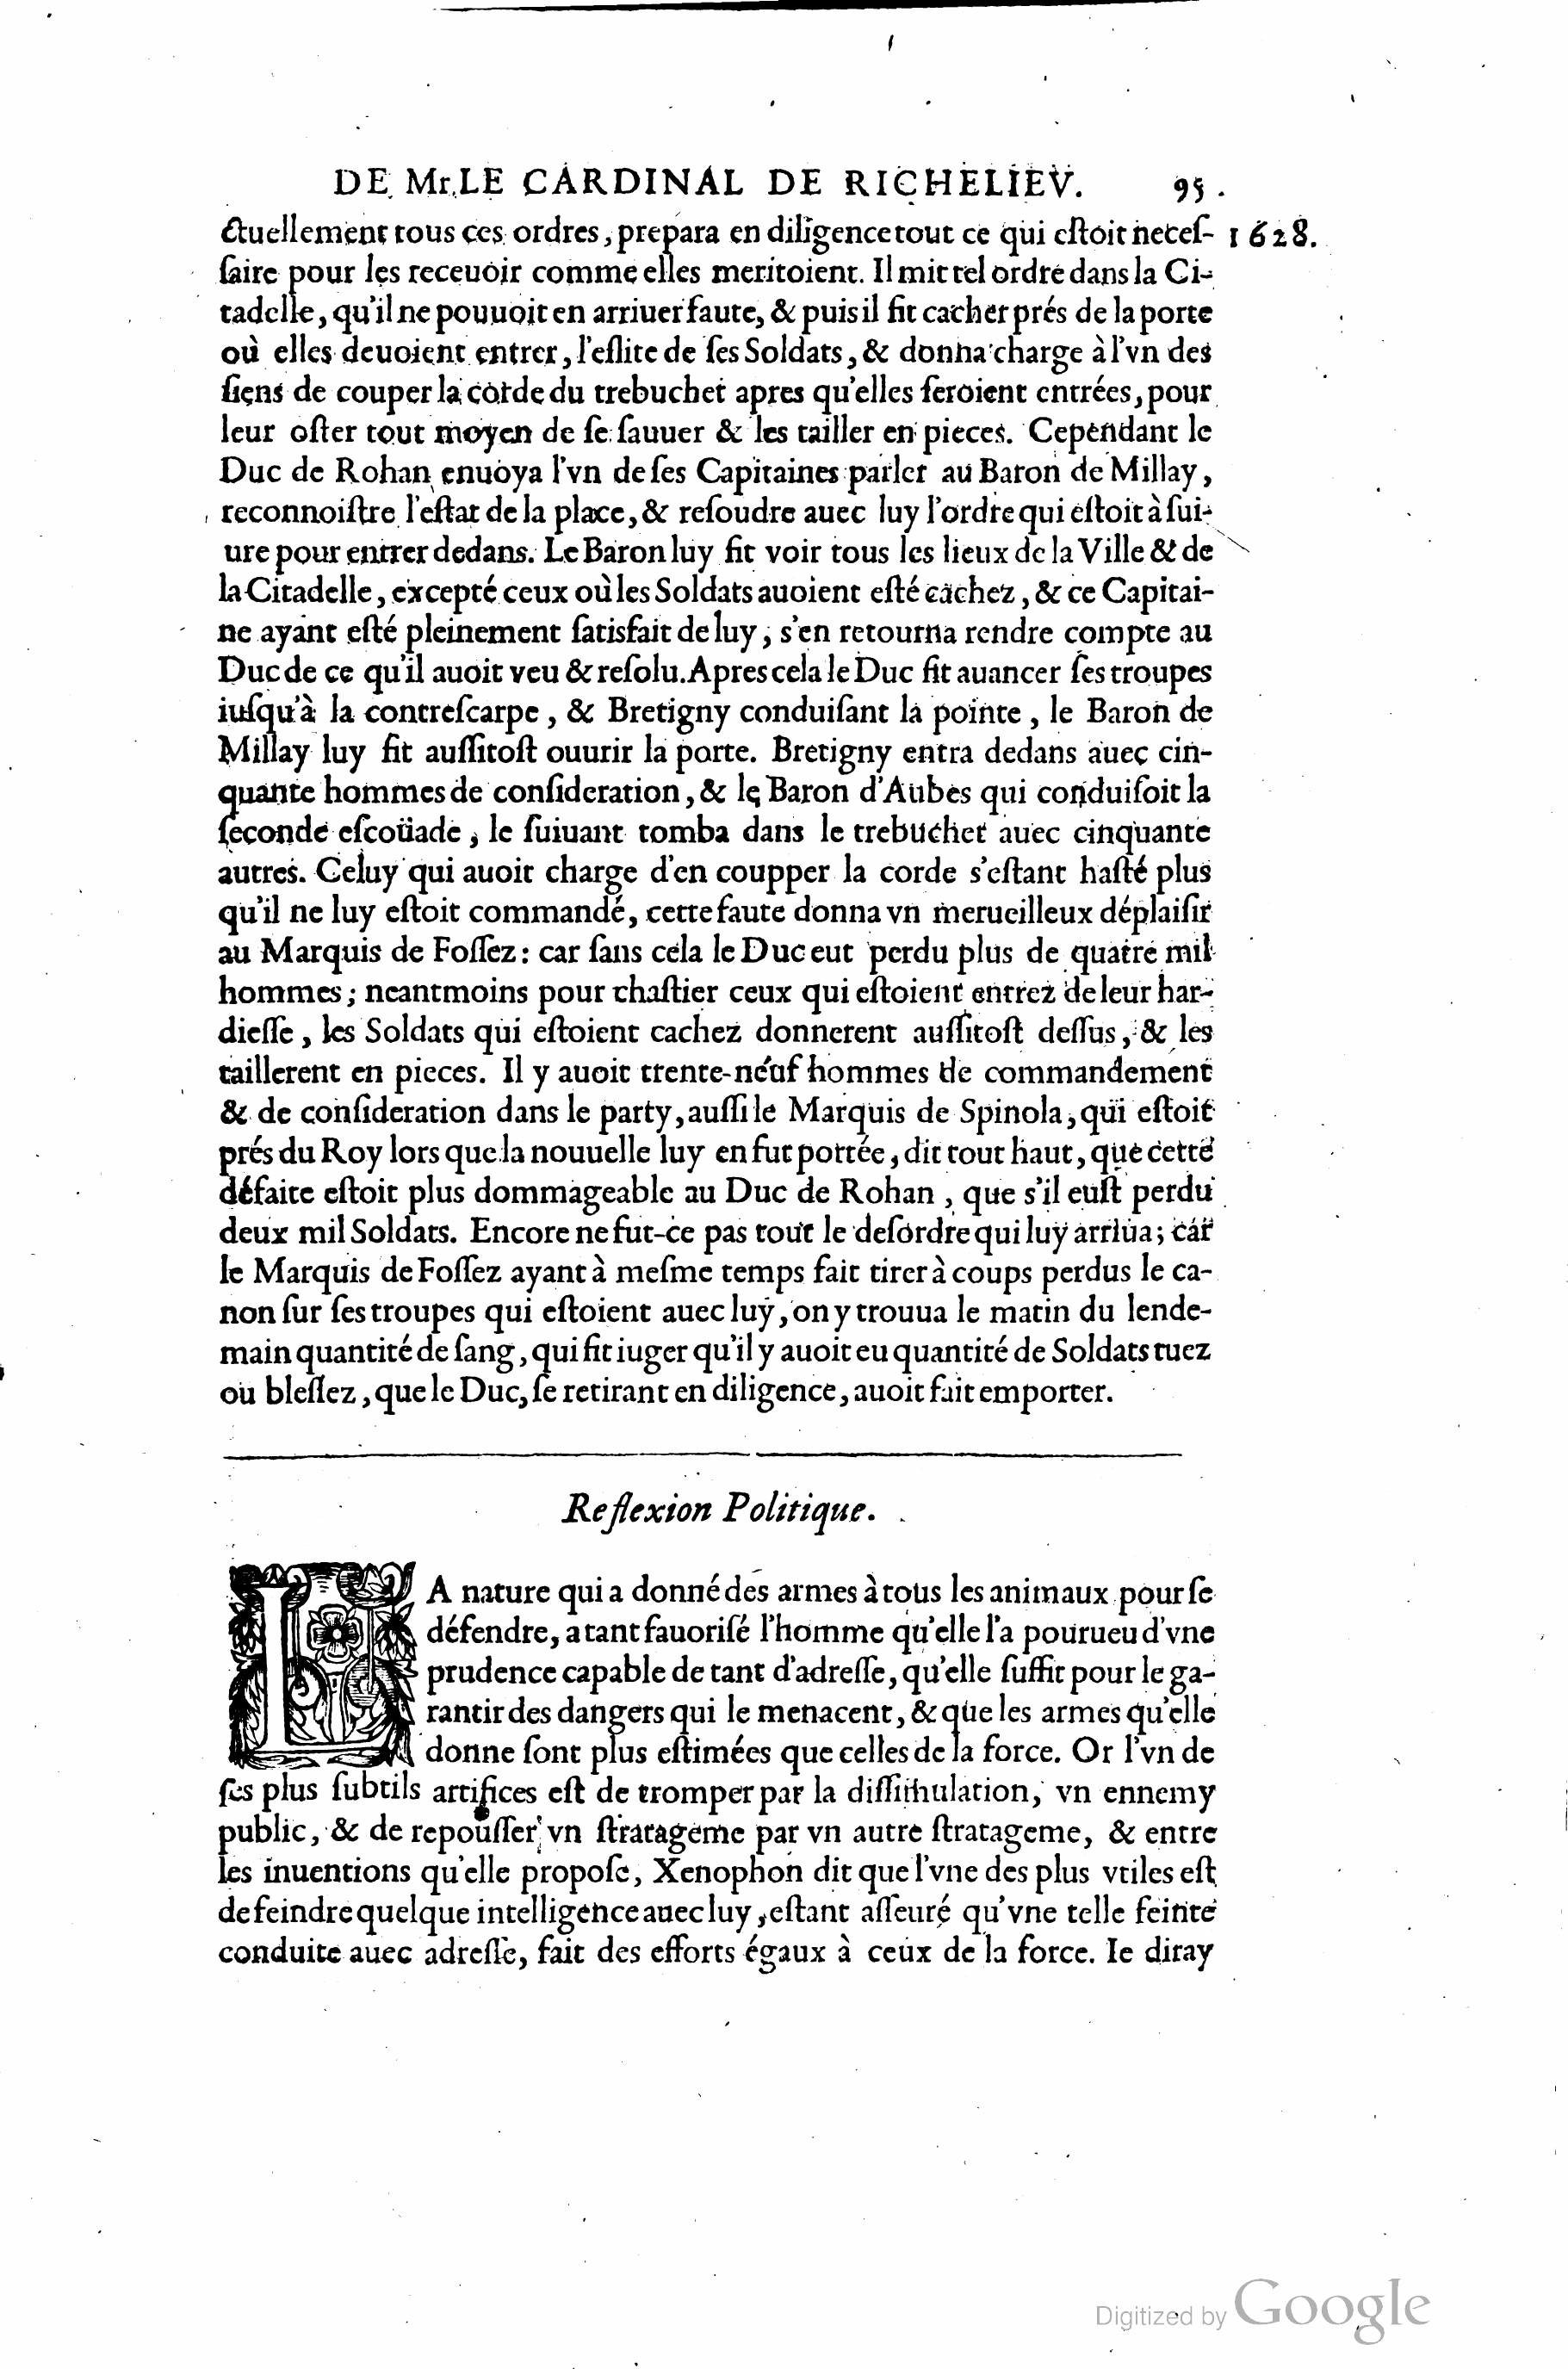 DE Mr. LE CARDINAL DE RICHELIEV. 95.
ctuellement tous ces ordres, prepara en diligence tout ce qui eſtoit neceſ- 1628.
ſaire pour les receuoir comme elles meritoient. Il mit tel ordre dans la Ci-
tadelle, qu'il ne pouuoit en arriuer faute, & puis il fit cacher prés de la porte
où elles deuoient entrer, l'eſlite de ſes Soldats, & donna charge à l'vn des
ſiens de couper la corde du trebuchet apres qu'elles ſeroient entrées, pour
leur oſter tout moyen de ſe ſauuer & les tailler en pieces. Cependant le
Duc de Rohan enuoya l'vn de ſes Capitaines parler au Baron de Millay,
reconnoiſtre l'eſtat de la place, & reſoudre auec luy l'ordre qui eſtoit à ſui-
ure pour entrer dedans. Le Baron luy fit voir tous les lieux de la Ville & de
la Citadelle, excepté ceux où les Soldats auoient eſté cachez, & ce Capitai-
ne ayant eſté pleinement ſatisfait de luy, s'en retourna rendre compte au
Duc de ce qu'il auoit veu & reſolu. Apres cela le Duc fit auancer ſes troupes
iuſqu'à la contreſcarpe, & Bretigny conduiſant la pointe, le Baron de
Millay luy fit auſſitoſt ouurir la porte. Bretigny entra dedans auec cin-
quante hommes de conſideration, & le Baron d'Aubes qui conduiſoit la
ſeconde eſcoüade, le ſuiuant tomba dans le trebuchet auec cinquante
autres. Celuy qui auoit charge d'en coupper la corde s'eſtant haſté plus
qu'il ne luy eſtoit commandé, cette faute donna vn merueilleux déplaiſir
au Marquis de Foſſez: car ſans cela le Duc eut perdu plus de quatre mil
hommes; neantmoins pour chaſtier ceux qui eſtoient entrez de leur har-
dieſſe, les Soldats qui eſtoient cachez donnerent auſſitoſt deſſus, & les
taillerent en pieces. Il y auoit trente-neuf hommes de commandement
& de conſideration dans le party, auſſi le Marquis de Spinola, qui eſtoit
prés du Roy lors que la nouuelle luy en fut portée, dit tout haut, que cette
défaite eſtoit plus dommageable au Duc de Rohan, que s'il euſt perdu
deux mil Soldats. Encore ne fut-ce pas tout le deſordre qui luy arriua; car
le Marquis de Foſſez ayant à meſme temps fait tirer à coups perdus le ca-
non ſur ſes troupes qui eſtoient auec luy, on y trouua le matin du lende-
main quantité de ſang, qui fit iuger qu'il y auoit eu quantité de Soldats tuez
ou bleſſez, que le Duc, ſe retirant en diligence, auoit fait emporter.
Reflexion Politique.
LA nature qui a donné des armes à tous les animaux pour ſe
défendre, a tant fauoriſé l'homme qu'elle l'a pourueu d'vne
prudence capable de tant d'adreſſe, qu'elle ſuffit pour le ga-
rantir des dangers qui le menacent, & que les armes qu'elle
donne ſont plus eſtimées que celles de la force. Or l'vn de
ſes plus ſubtils artifices eſt de tromper par la diſſimulation, vn ennemy
public, & de repouſſer vn ſtratageme par vn autre ſtratageme, & entre
les inuentions qu'elle propoſe, Xenophon dit que l'vne des plus vtiles eſt
de feindre quelque intelligence auec luy, eſtant aſſeuré qu'vne telle feinte
conduite auec adreſſe, fait des efforts égaux à ceux de la force. Ie diray
Digitized by Google